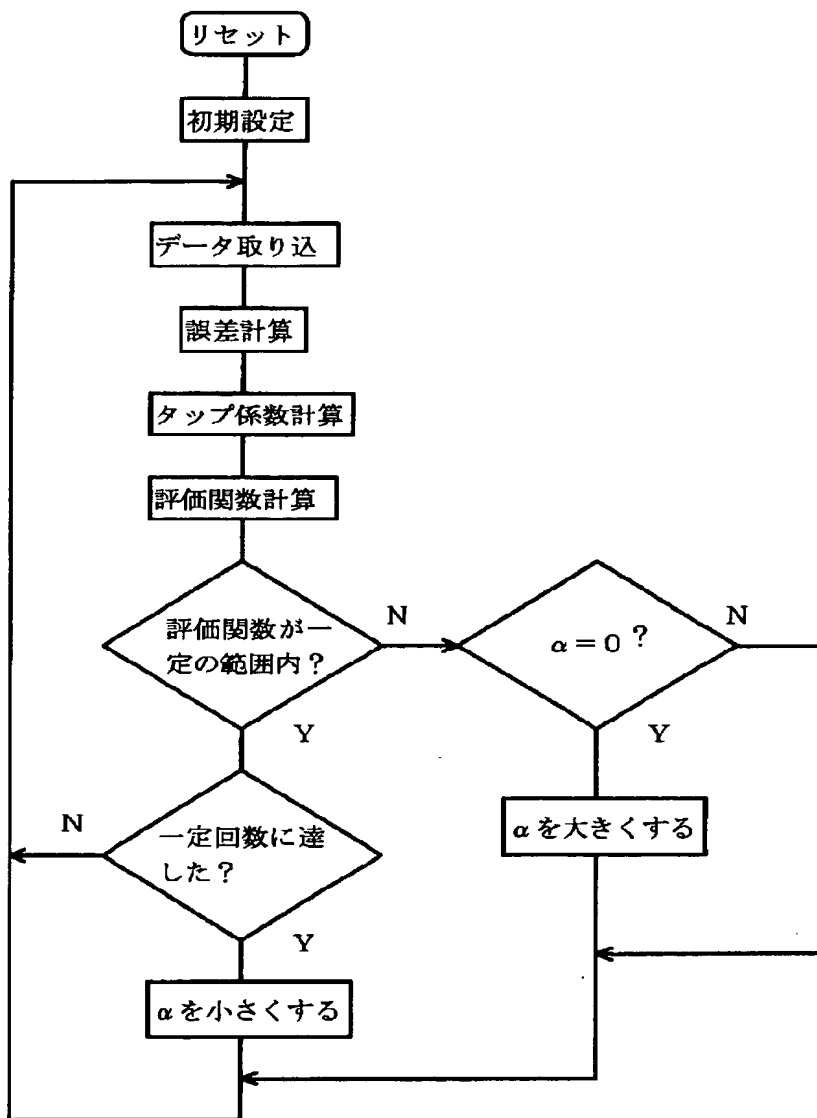 リセット
初期設定
データ取り込
誤差計算
タップ係数計算
評価関数計算
評価関数が一
定の範囲内？
N
Y
α＝0？
N
Y
一定回数に達
した？
N
Y
αを大きくする
αを小さくする